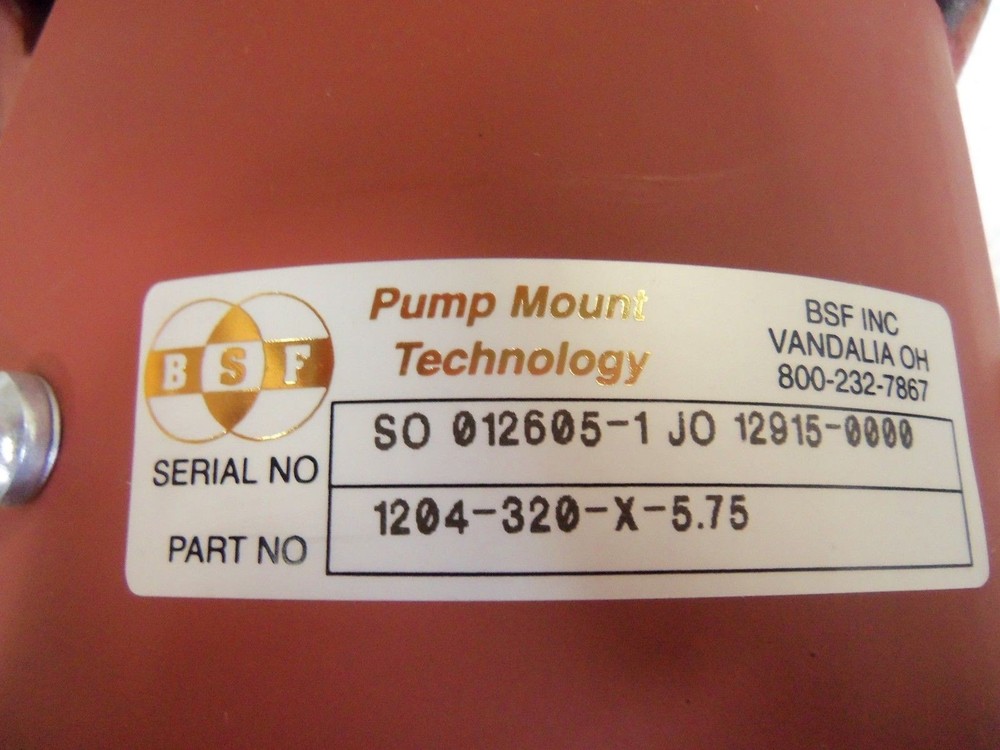 BSF
Pump Mount
Technology
BSF INC
VANDALIA OH
800-232-7867
SERIAL NO SO 012605-1 JO 12915-0000
PART NO 1204-320-X-5.75